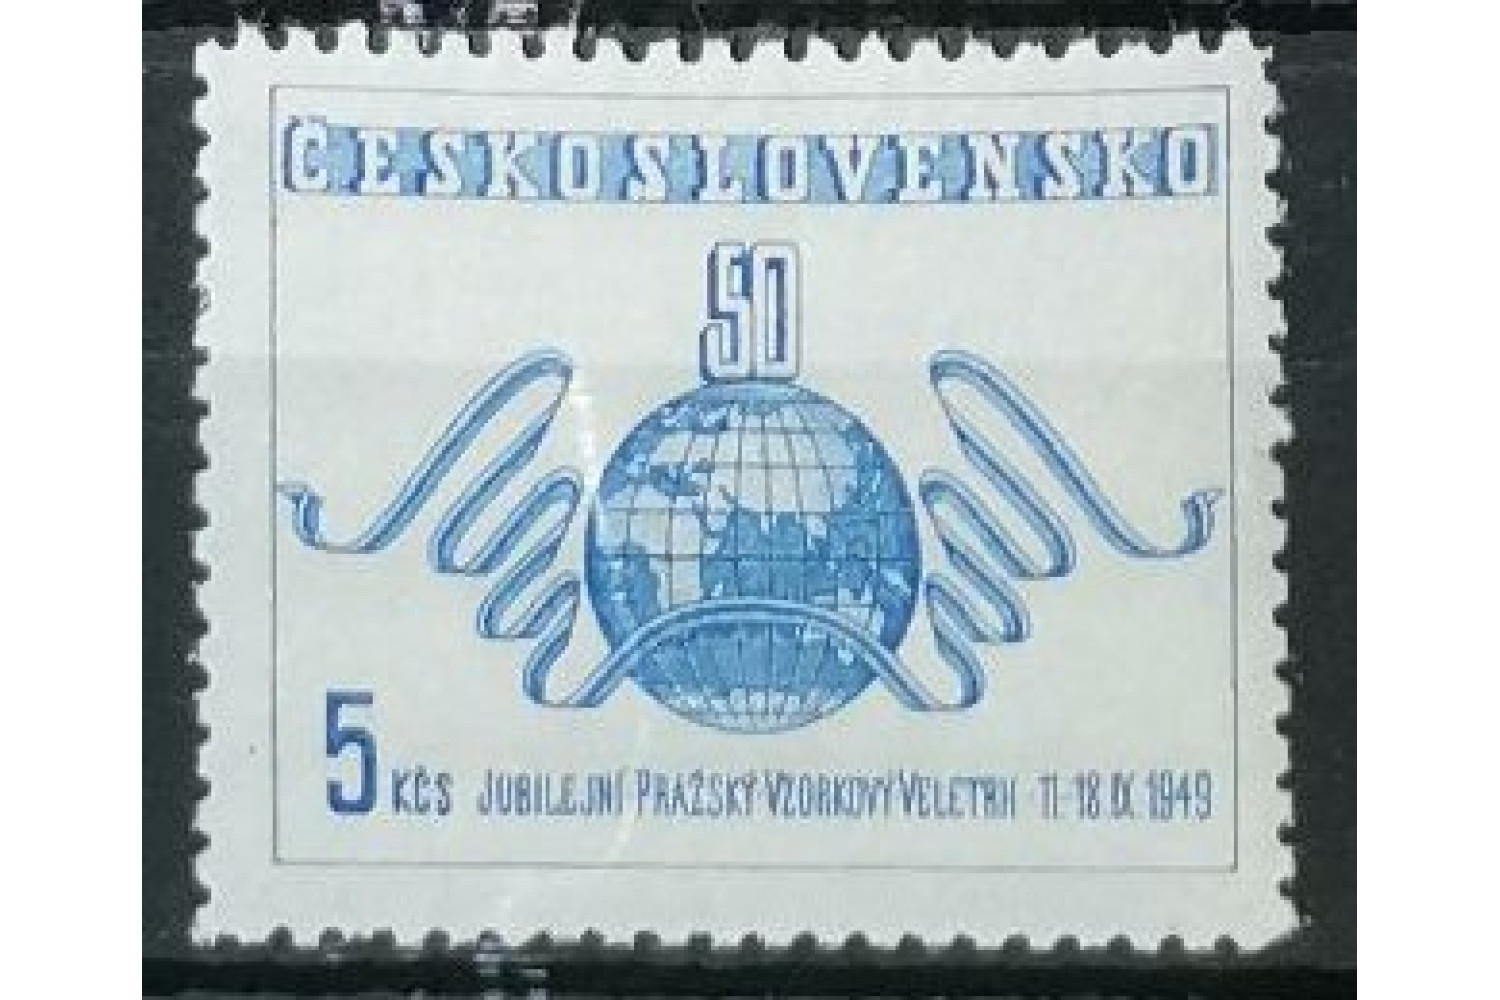 ČESKOSLOVENSKO
50
5 KČS JUBILEJNÍ PRAŽSKÝ VZORKOVÝ VELETRH 11.-18. IX. 1949